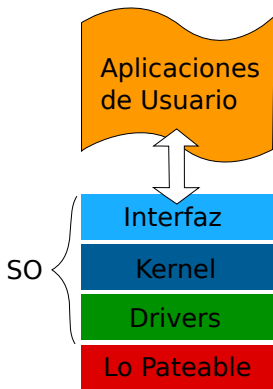 Aplicaciones
de Usuario
Interfaz
SO
Kernel
Drivers
Lo Pateable